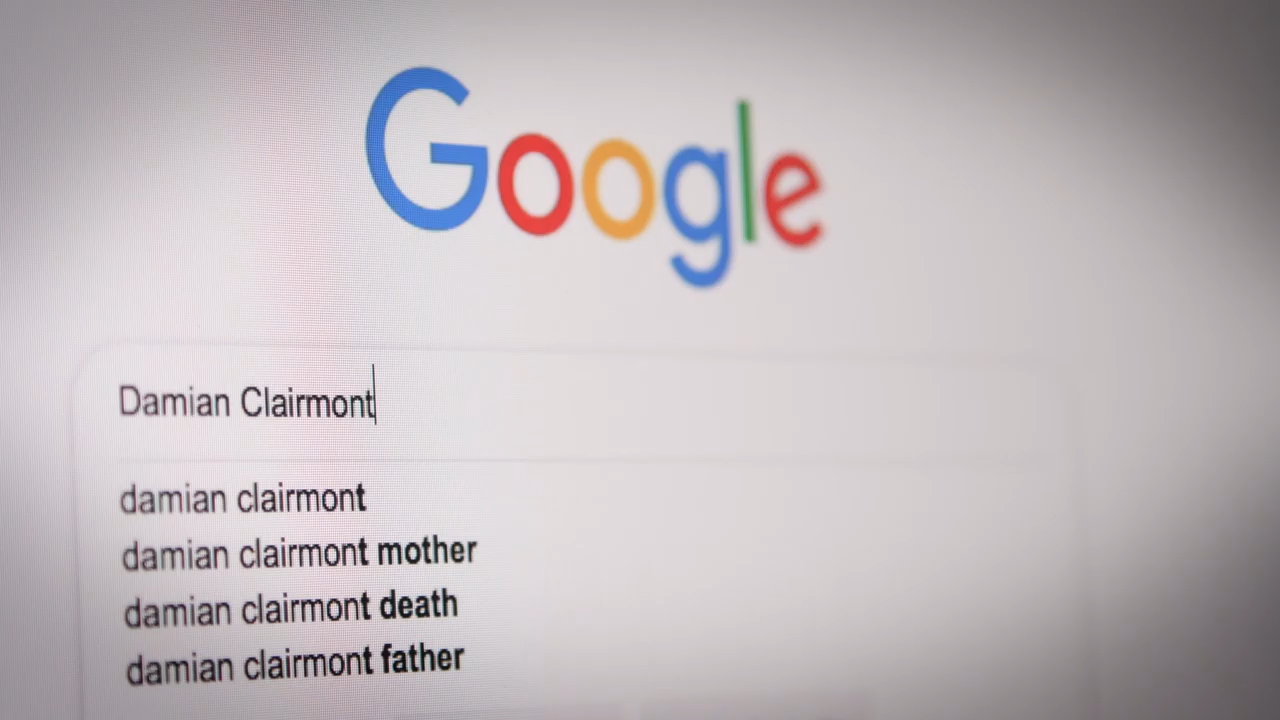 Google
Damian Clairmont
damian clairmont
damian clairmont mother
damian clairmont death
damian clairmont father